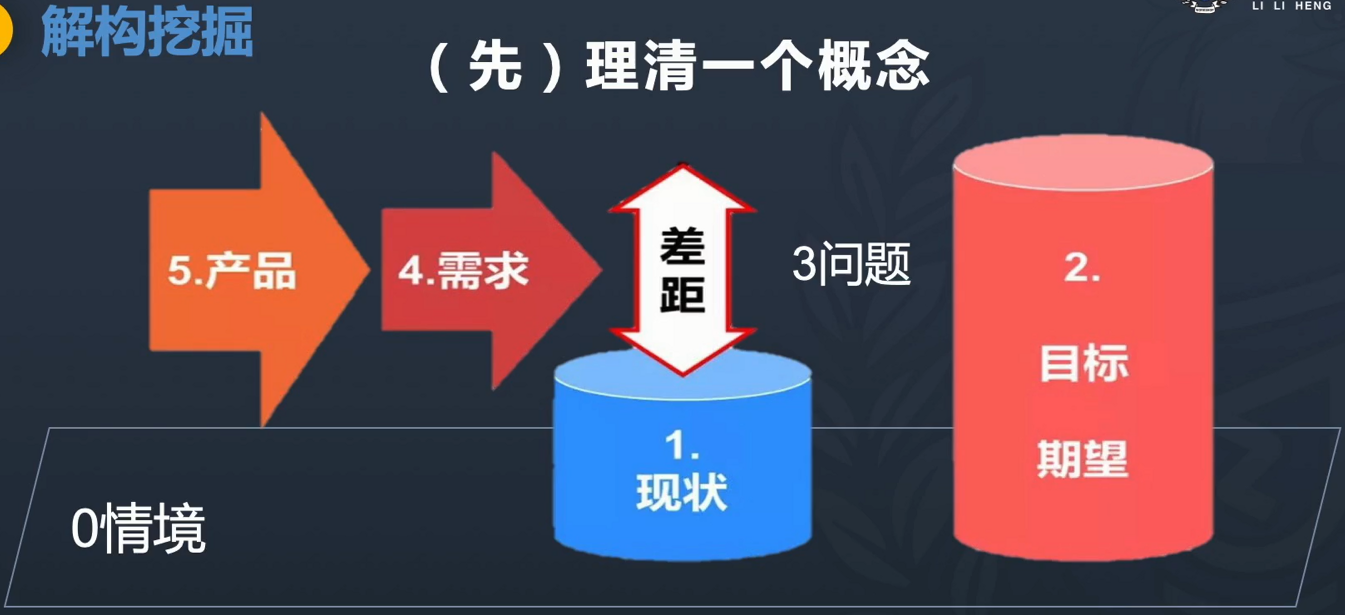 解构挖掘
LI LI HENG
（先）理清一个概念
5.产品
4.需求
差
距
3问题
2.
目标
期望
1.
现状
0情境